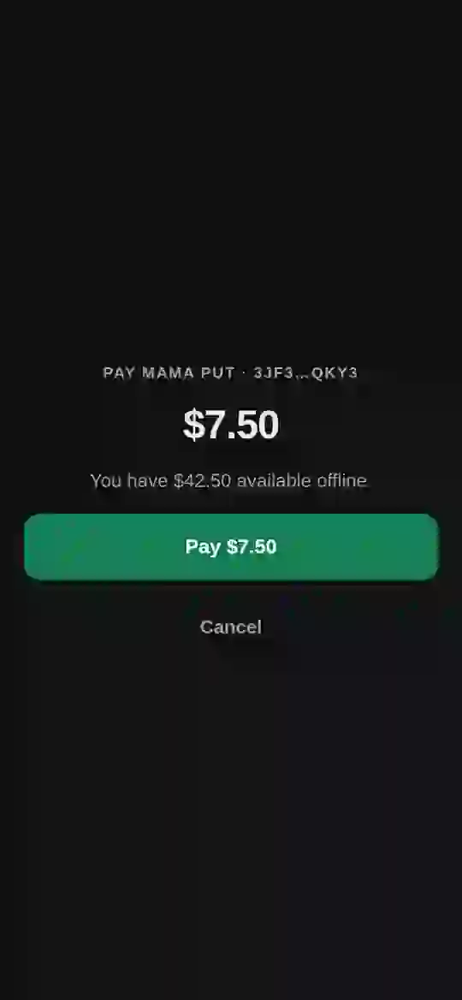 PAY MAMA PUT · 3JF3…QKY3
$7.50
You have $42.50 available offline
Pay $7.50
Cancel